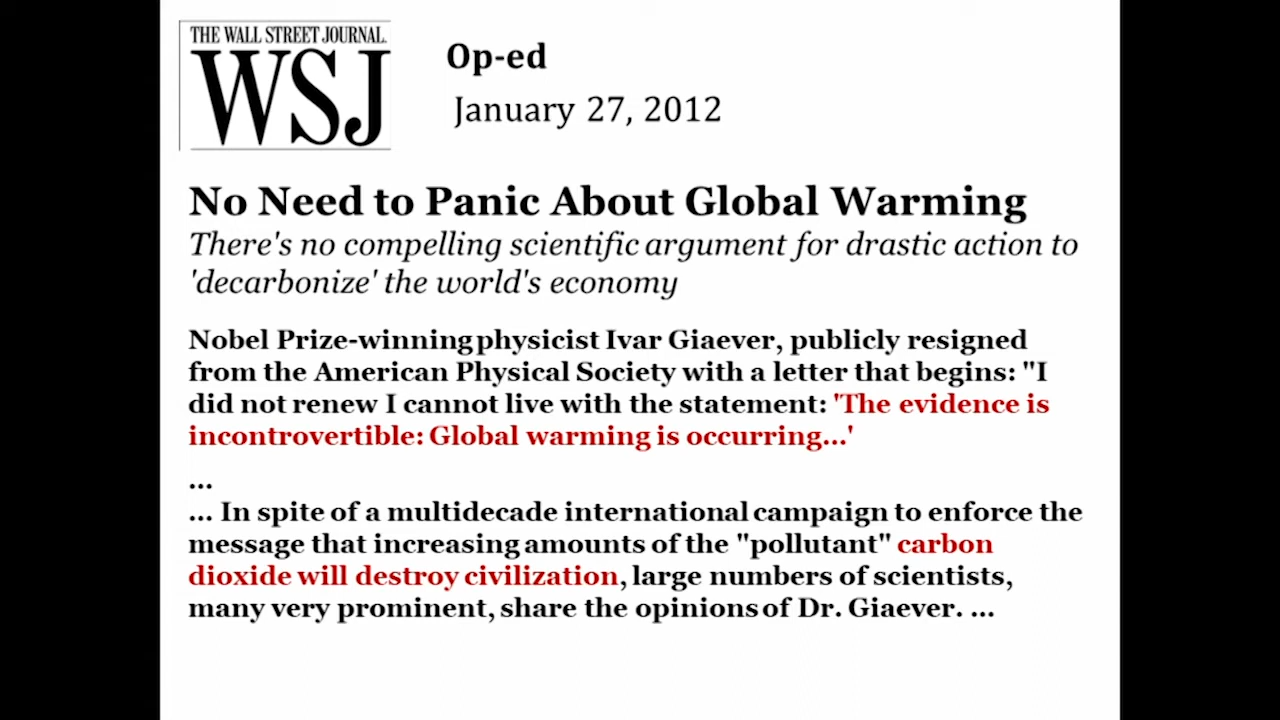 THE WALL STREET JOURNAL.
WSJ
Op-ed
January 27, 2012
No Need to Panic About Global Warming
There's no compelling scientific argument for drastic action to
'decarbonize' the world's economy
Nobel Prize-winning physicist Ivar Giaever, publicly resigned
from the American Physical Society with a letter that begins: "I
did not renew I cannot live with the statement: 'The evidence is
incontrovertible: Global warming is occurring...'
...
... In spite of a multidecade international campaign to enforce the
message that increasing amounts of the "pollutant" carbon
dioxide will destroy civilization, large numbers of scientists,
many very prominent, share the opinions of Dr. Giaever. ...